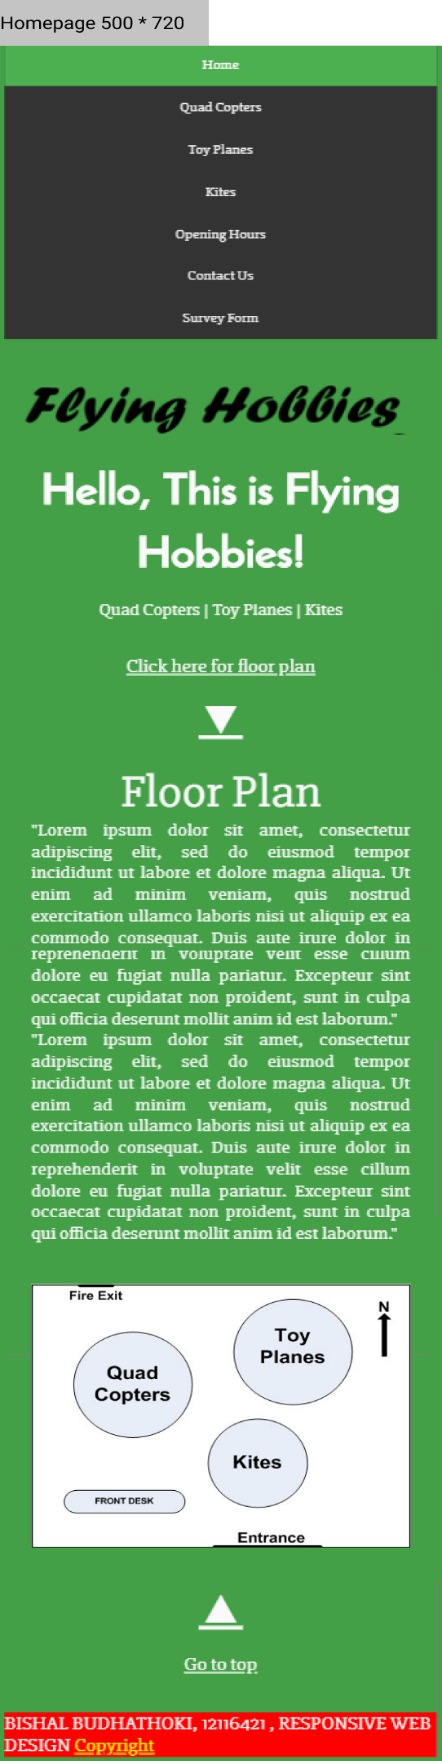 Homepage 500 * 720
Home
Quad Copters
Toy Planes
Kites
Opening Hours
Contact Us
Survey Form
Flying Hobbies
Hello, This is Flying
Hobbies!
Quad Copters | Toy Planes | Kites
Click here for floor plan
Floor Plan
"Lorem ipsum dolor sit amet, consectetur
adipiscing elit, sed do eiusmod tempor
incididunt ut labore et dolore magna aliqua. Ut
enim ad minim veniam, quis nostrud
exercitation ullamco laboris nisi ut aliquip ex ea
commodo consequat. Duis aute irure dolor in
reprehenderit in voluptate velit esse cillum
dolore eu fugiat nulla pariatur. Excepteur sint
occaecat cupidatat non proident, sunt in culpa
qui officia deserunt mollit anim id est laborum."
"Lorem ipsum dolor sit amet, consectetur
adipiscing elit, sed do eiusmod tempor
incididunt ut labore et dolore magna aliqua. Ut
enim ad minim veniam, quis nostrud
exercitation ullamco laboris nisi ut aliquip ex ea
commodo consequat. Duis aute irure dolor in
reprehenderit in voluptate velit esse cillum
dolore eu fugiat nulla pariatur. Excepteur sint
occaecat cupidatat non proident, sunt in culpa
qui officia deserunt mollit anim id est laborum."
Fire Exit
N
Toy
Planes
Quad
Copters
Kites
FRONT DESK
Entrance
Go to top
BISHAL BUDHATHOKI, 12116421 , RESPONSIVE WEB
DESIGN Copyright